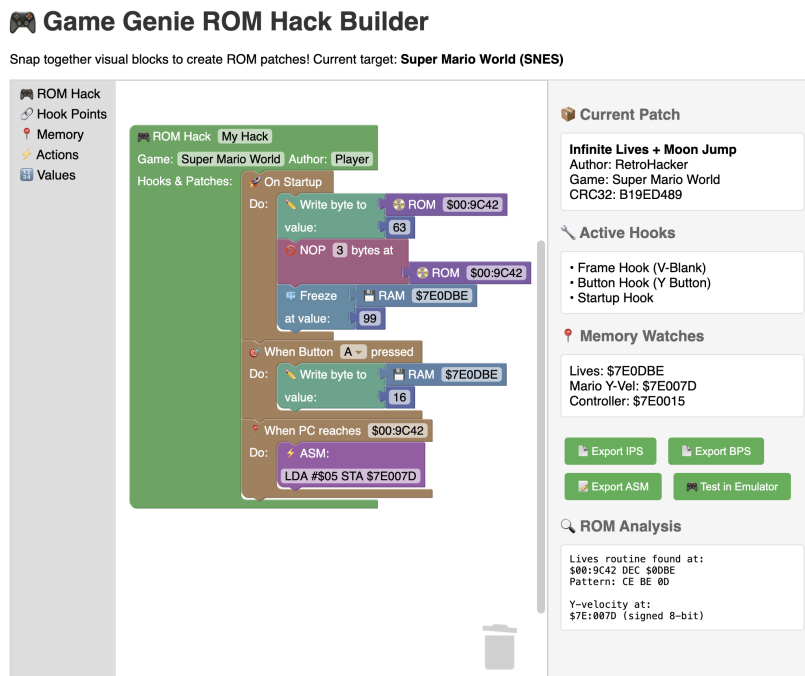 Game Genie ROM Hack Builder
Snap together visual blocks to create ROM patches! Current target: Super Mario World (SNES)
ROM Hack
Hook Points
Memory
Actions
Values
ROM Hack My Hack
Game: Super Mario World Author: Player
Hooks & Patches: On Startup
Do: Write byte to ROM $00:9C42
value: 63
NOP 3 bytes at
ROM $00:9C42
Freeze RAM $7E0DBE
at value: 99
When Button A pressed
Do: Write byte to RAM $7E0DBE
value: 16
When PC reaches $00:9C42
Do: ASM:
LDA #$05 STA $7E007D
Current Patch
Infinite Lives + Moon Jump
Author: RetroHacker
Game: Super Mario World
CRC32: B19ED489
Active Hooks
• Frame Hook (V-Blank)
• Button Hook (Y Button)
• Startup Hook
Memory Watches
Lives: $7E0DBE
Mario Y-Vel: $7E007D
Controller: $7E0015
Export IPS
Export BPS
Export ASM
Test in Emulator
ROM Analysis
Lives routine found at:
$00:9C42 DEC $0DBE
Pattern: CE BE 0D
Y-velocity at:
$7E:007D (signed 8-bit)